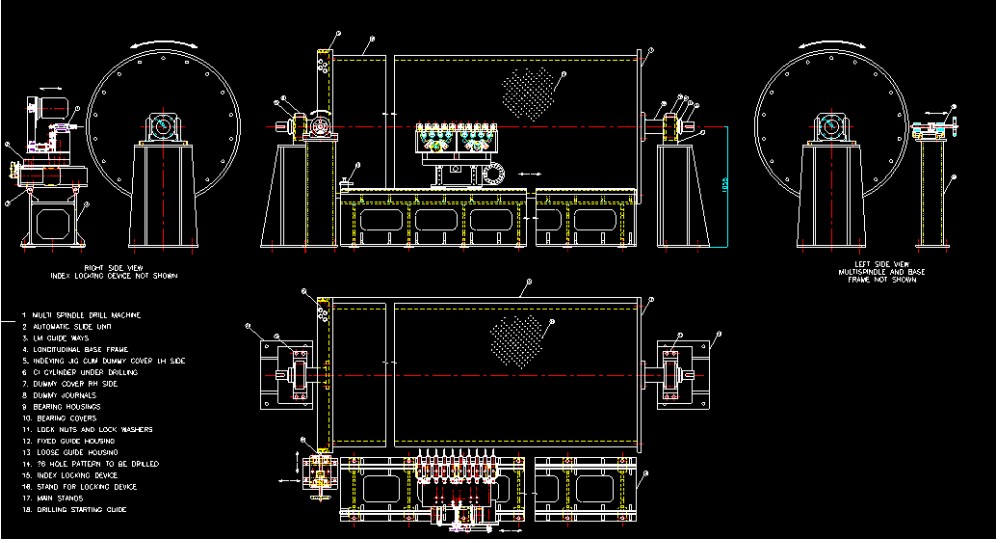 1055
RIGHT SIDE VIEW
INDEX LOCKING DEVICE NOT SHOWN
LEFT SIDE VIEW
MULTISPINDLE AND BASE
FRAME NOT SHOWN
1 MULTI SPINDLE DRILL MACHINE
2 AUTOMATIC SLIDE UNIT
3. LM GUIDE WAYS
4. LONGITUDINAL BASE FRAME
5. INDEXING JIG CUM DUMMY COVER LH SIDE
6 CI CYLINDER UNDER DRILLING
7. DUMMY COVER RH SIDE
8 DUMMY JOURNALS
9 BEARING HOUSINGS
10. BEARING COVERS
11. LOCK NUTS AND LOCK WASHERS
12. FIXED GUIDE HOUSING
13 LOOSE GUIDE HOUSING
14. HOLE PATTERN TO BE DRILLED
15. INDEX LOCKING DEVICE
16. STAND FOR LOCKING DEVICE
17. MAIN STANDS
18. DRILLING STARTING GUIDE